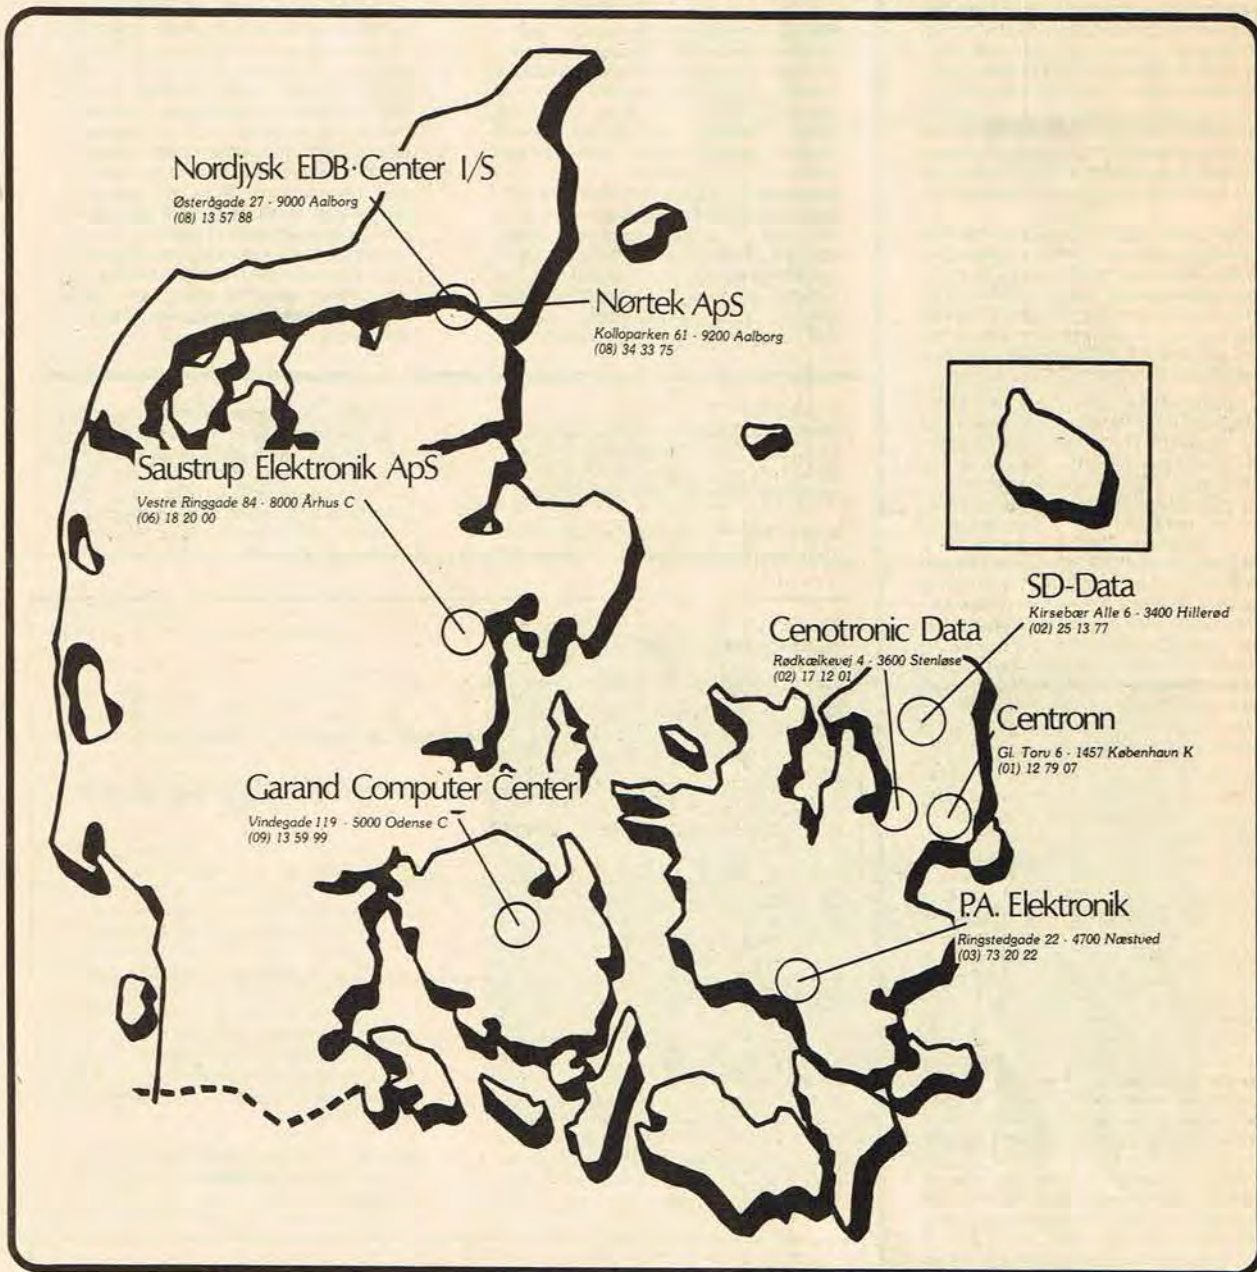 Nordjysk EDB·Center I/S
Østerågade 27 - 9000 Aalborg
(08) 13 57 88
Nørtek ApS
Kolloparken 61 - 9200 Aalborg
(08) 34 33 75
Saustrup Elektronik ApS
Vestre Ringgade 84 - 8000 Århus C
(06) 18 20 00
SD-Data
Kirsebær Alle 6 - 3400 Hillerød
(02) 25 13 77
Cenotronic Data
Rødkælkevej 4 - 3600 Stenløse
(02) 17 12 01
Centronn
Gl. Torv 6 - 1457 København K
(01) 12 79 07
Garand Computer Center
Vindegade 119 - 5000 Odense C
(09) 13 59 99
P.A. Elektronik
Ringstedgade 22 - 4700 Næstved
(03) 73 20 22